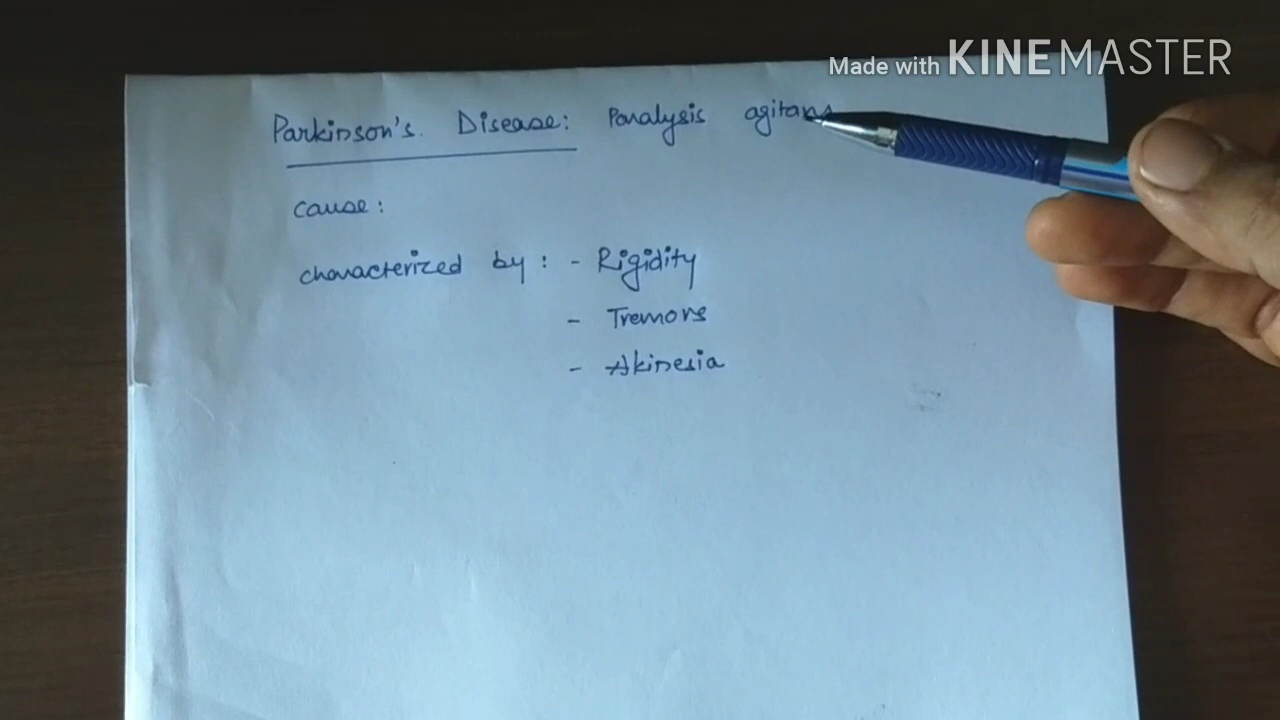 Made with KINEMASTER
Parkinson's. Disease: Paralysis agitans
cause:
characterized by: - Rigidity
- Tremors
- Akinesia